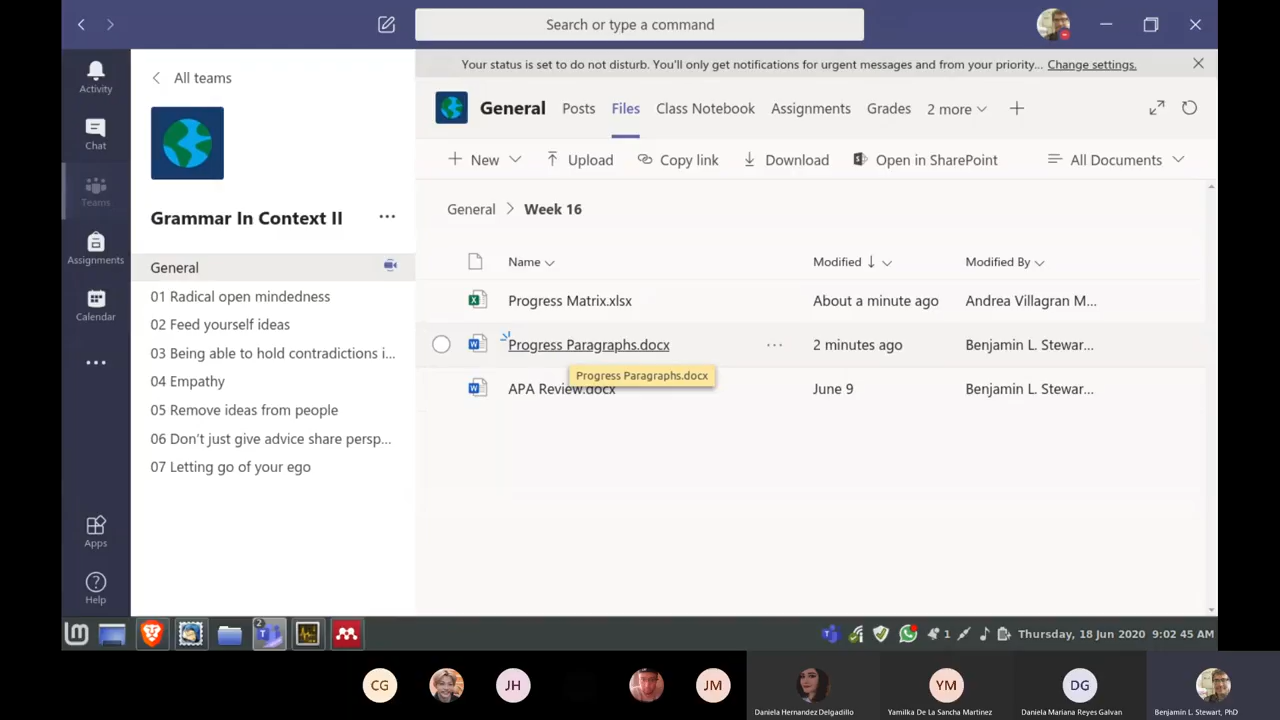 Search or type a command
Your status is set to do not disturb. You'll only get notifications for urgent messages and from your priority... Change settings.
Activity
Chat
Teams
Assignments
Calendar
Apps
Help
All teams
Grammar In Context II
General
01 Radical open mindedness
02 Feed yourself ideas
03 Being able to hold contradictions i...
04 Empathy
05 Remove ideas from people
06 Don't just give advice share persp...
07 Letting go of your ego
General Posts Files Class Notebook Assignments Grades 2 more
New Upload Copy link Download Open in SharePoint All Documents
General > Week 16
Name Modified Modified By
Progress Matrix.xlsx About a minute ago Andrea Villagran M...
Progress Paragraphs.docx 2 minutes ago Benjamin L. Stewar...
Progress Paragraphs.docx
APA Review.docx June 9 Benjamin L. Stewar...
2
1
Thursday, 18 Jun 2020 9:02:45 AM
CG
JH
JM
YM
DG
Daniela Hernandez Delgadillo
Yamilka De La Sancha Martinez
Daniela Mariana Reyes Galvan
Benjamin L. Stewart, PhD